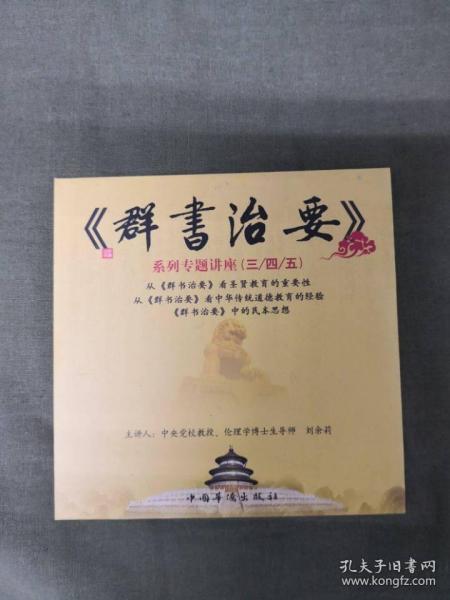 《群書治要》
系列专题讲座（三/四/五）
从《群书治要》看圣贤教育的重要性
从《群书治要》看中华传统道德教育的经验
《群书治要》中的民本思想
主讲人：中央党校教授、伦理学博士生导师 刘余莉
中国华侨出版社
孔夫子旧书网
www.kongfz.com